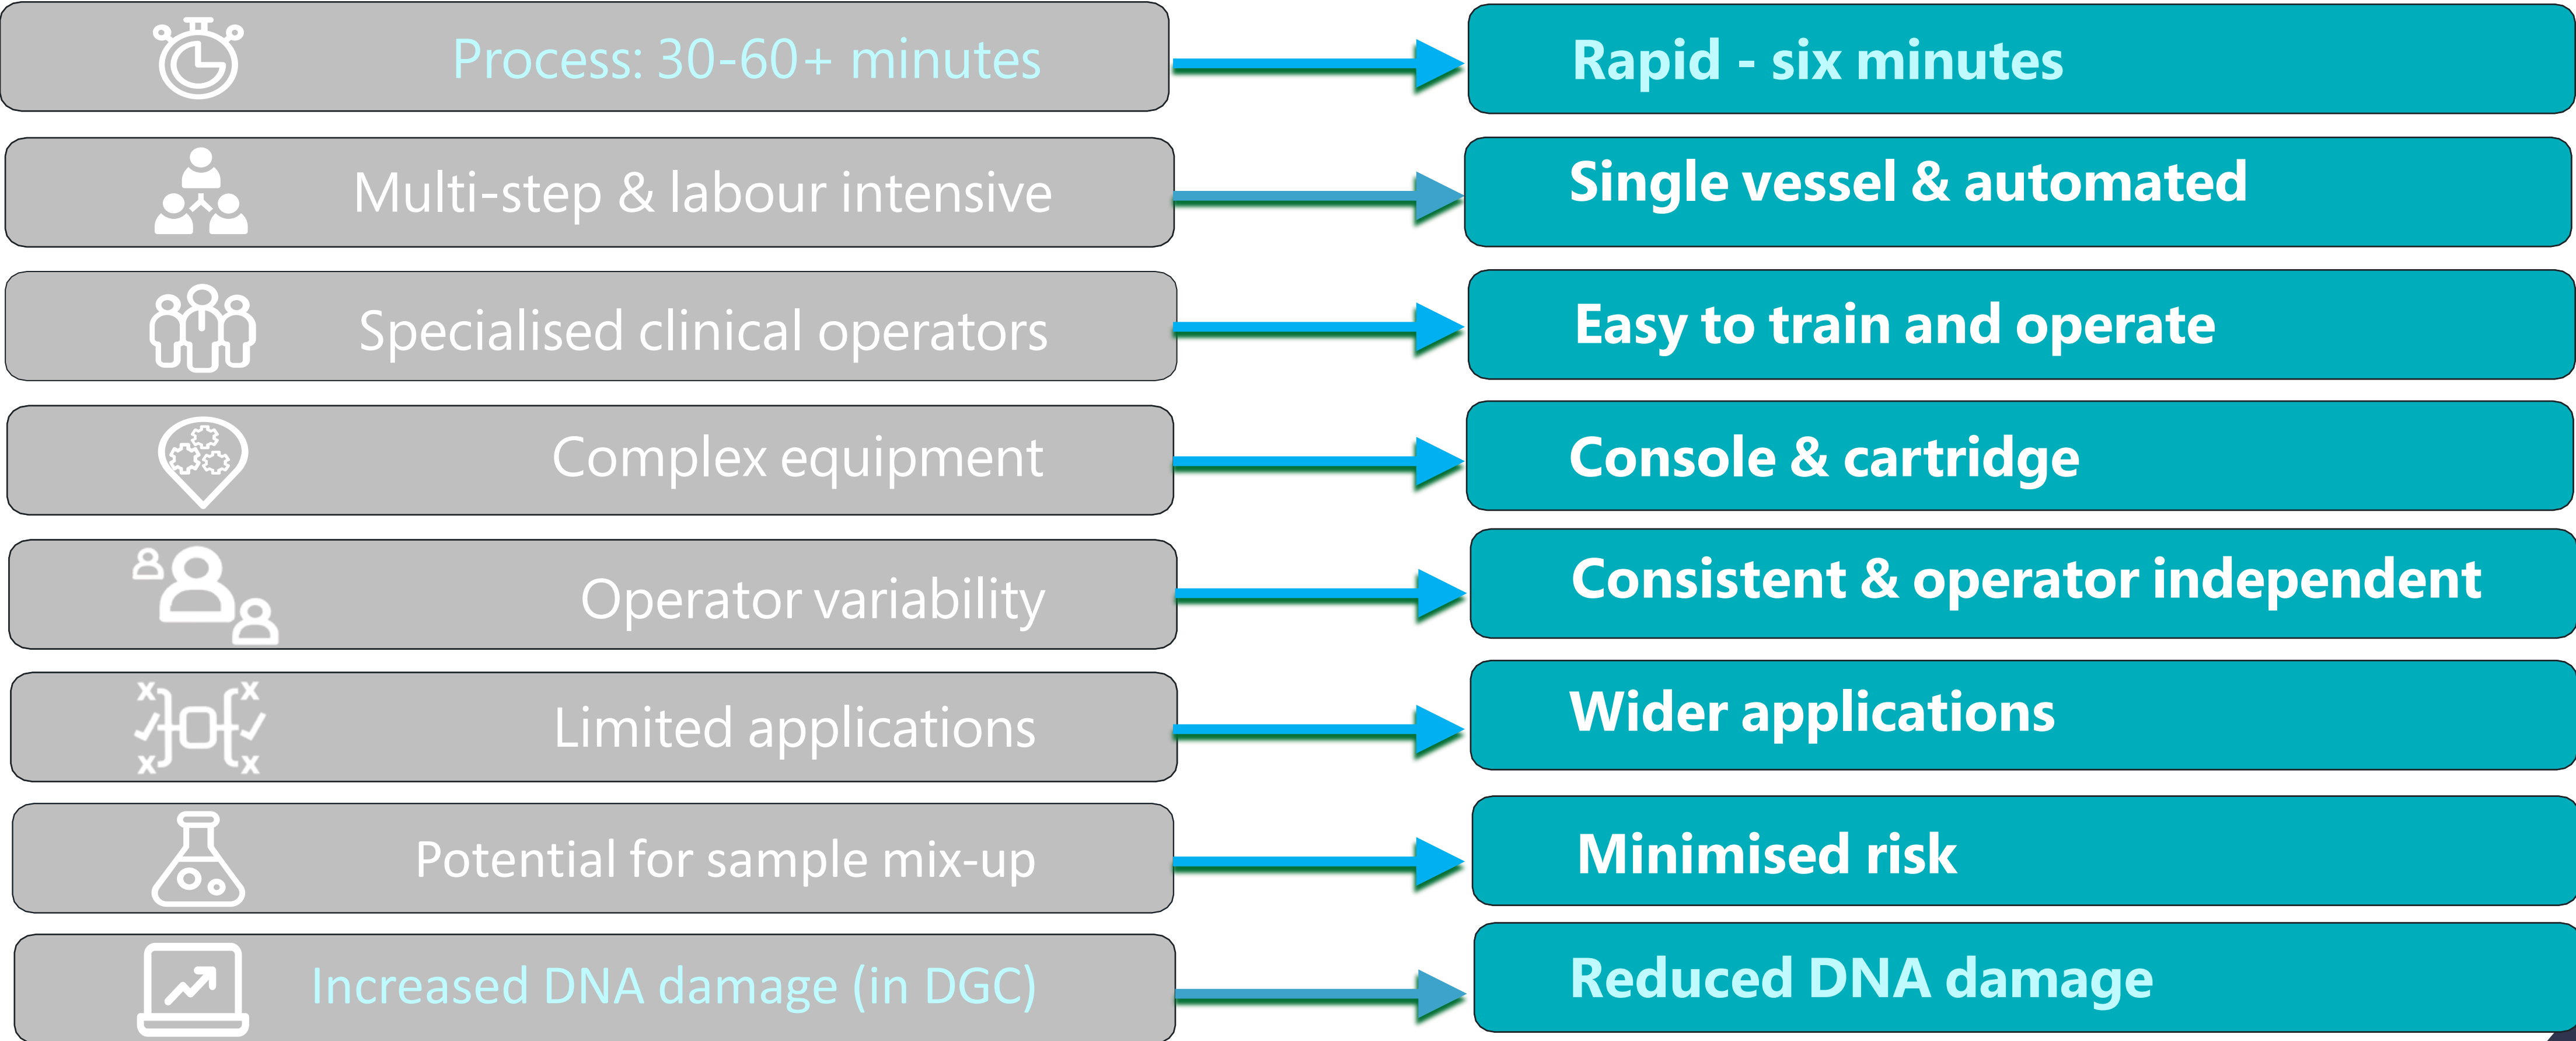 Process: 30-60+ minutes
Rapid - six minutes
Multi-step & labour intensive
Single vessel & automated
Specialised clinical operators
Easy to train and operate
Complex equipment
Console & cartridge
Operator variability
Consistent & operator independent
Limited applications
Wider applications
Potential for sample mix-up
Minimised risk
Increased DNA damage (in DGC)
Reduced DNA damage